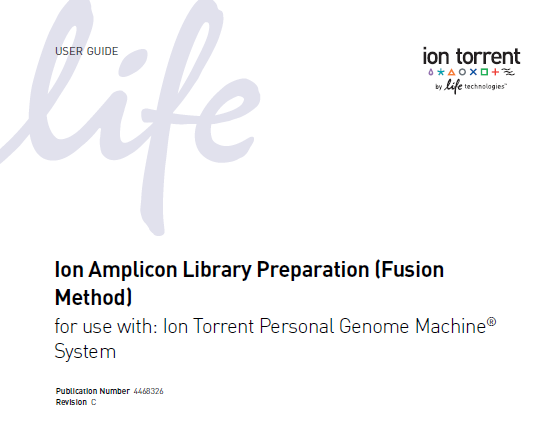 life
USER GUIDE
ion torrent
by life technologies™
Ion Amplicon Library Preparation (Fusion
Method)
for use with: Ion Torrent Personal Genome Machine®
System
Publication Number 4468326
Revision C